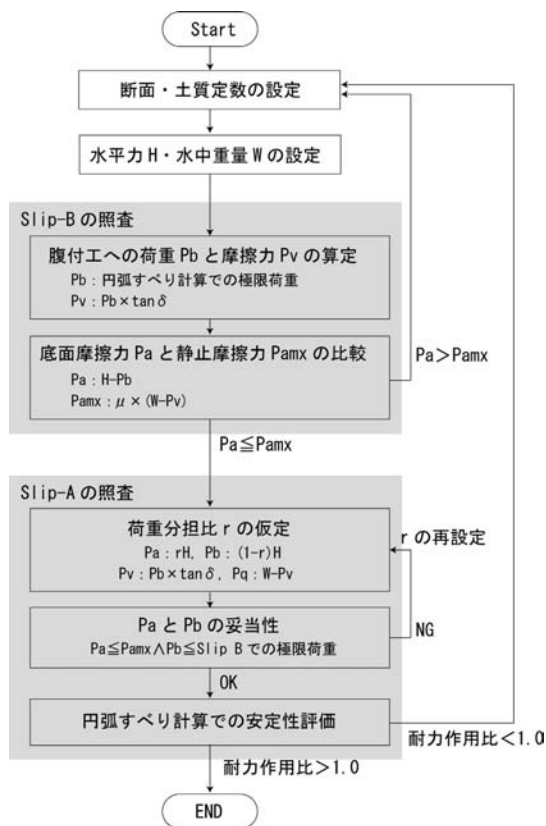 Start
断面・土質定数の設定
水平力 H・水中重量 W の設定
Slip-B の照査
腹付工への荷重 Pb と摩擦力 Pv の算定
Pb：円弧すべり計算での極限荷重
Pv：Pb×tanδ
底面摩擦力 Pa と静止摩擦力 Pamx の比較
Pa：H-Pb
Pamx：μ×(W-Pv)
Pa＞Pamx
Pa≦Pamx
Slip-A の照査
荷重分担比 r の仮定
Pa：rH, Pb：(1-r)H
Pv：Pb×tanδ, Pq：W-Pv
r の再設定
Pa と Pb の妥当性
Pa≦Pamx∧Pb≦Slip B での極限荷重
NG
OK
円弧すべり計算での安定性評価
耐力作用比＜1.0
耐力作用比＞1.0
END